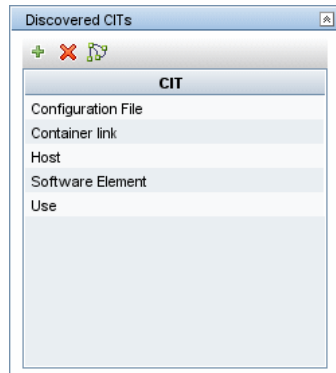 Discovered CITs
CIT
Configuration File
Container link
Host
Software Element
Use